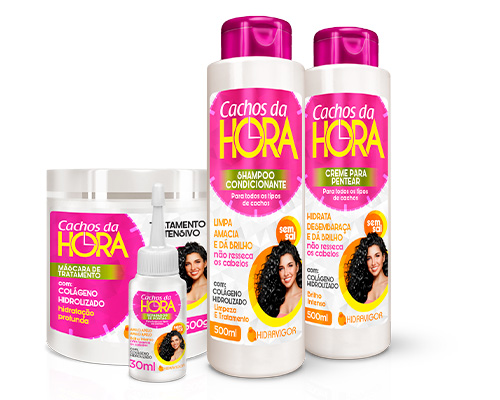 Cachos da
HORA
SHAMPOO
CONDICIONANTE
Para todos os tipos
de cachos
LIMPA
AMACIA
E DÁ BRILHO
não resseca
os cabelos
sem
sal
com:
COLÁGENO
HIDROLIZADO
Limpeza
E Tratamento
500ml
HIDRAVIGOR
Cachos da
HORA
CREME PARA
PENTEAR
Para todos os tipos
de cachos
HIDRATA
DESEMBARAÇA
E DÁ BRILHO
não resseca
os cabelos
sem
sal
com:
COLÁGENO
HIDROLIZADO
Brilho
Intenso
500ml
HIDRAVIGOR
Cachos da
HORA
MÁSCARA DE
TRATAMENTO
com:
COLÁGENO
HIDROLIZADO
hidratação
profunda
500g
Cachos da
HORA
com:
COLÁGENO
HIDROLIZADO
30ml